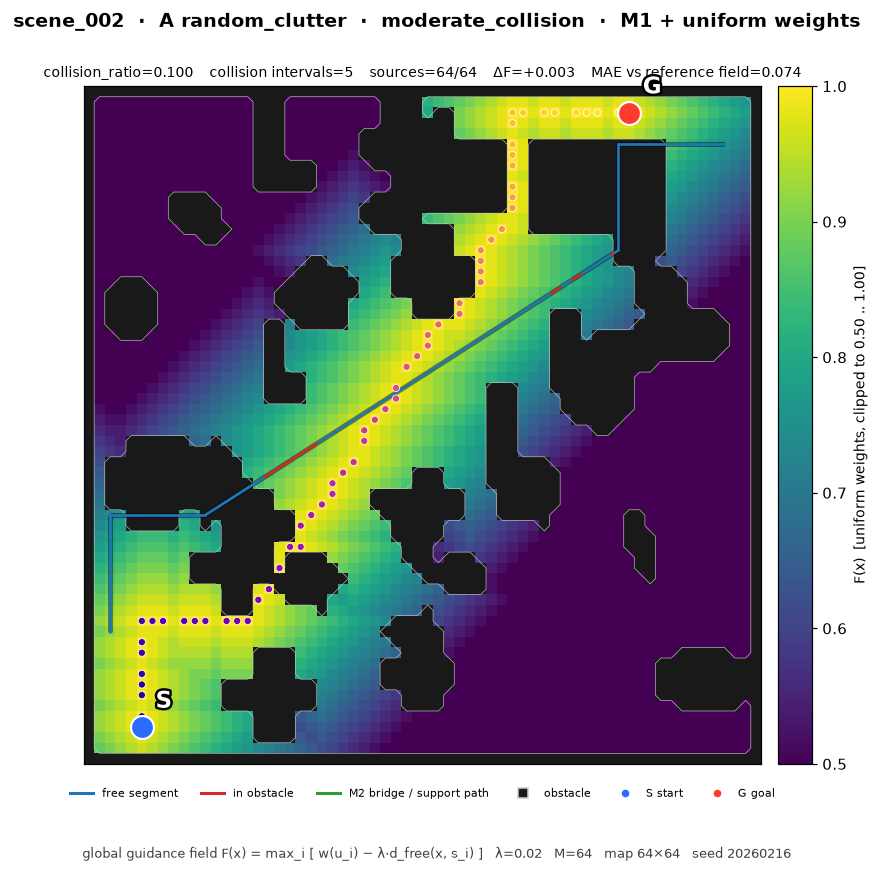 scene_002 · A random_clutter · moderate_collision · M1 + uniform weights
collision_ratio=0.100 collision intervals=5 sources=64/64 ΔF=+0.003 MAE vs reference field=0.074
G
S
1.0
0.9
0.8
0.7
0.6
0.5
F(x) [uniform weights, clipped to 0.50 .. 1.00]
free segment in obstacle M2 bridge / support path obstacle S start G goal
global guidance field F(x) = max_i [ w(u_i) − λ·d_free(x, s_i) ] λ=0.02 M=64 map 64×64 seed 20260216